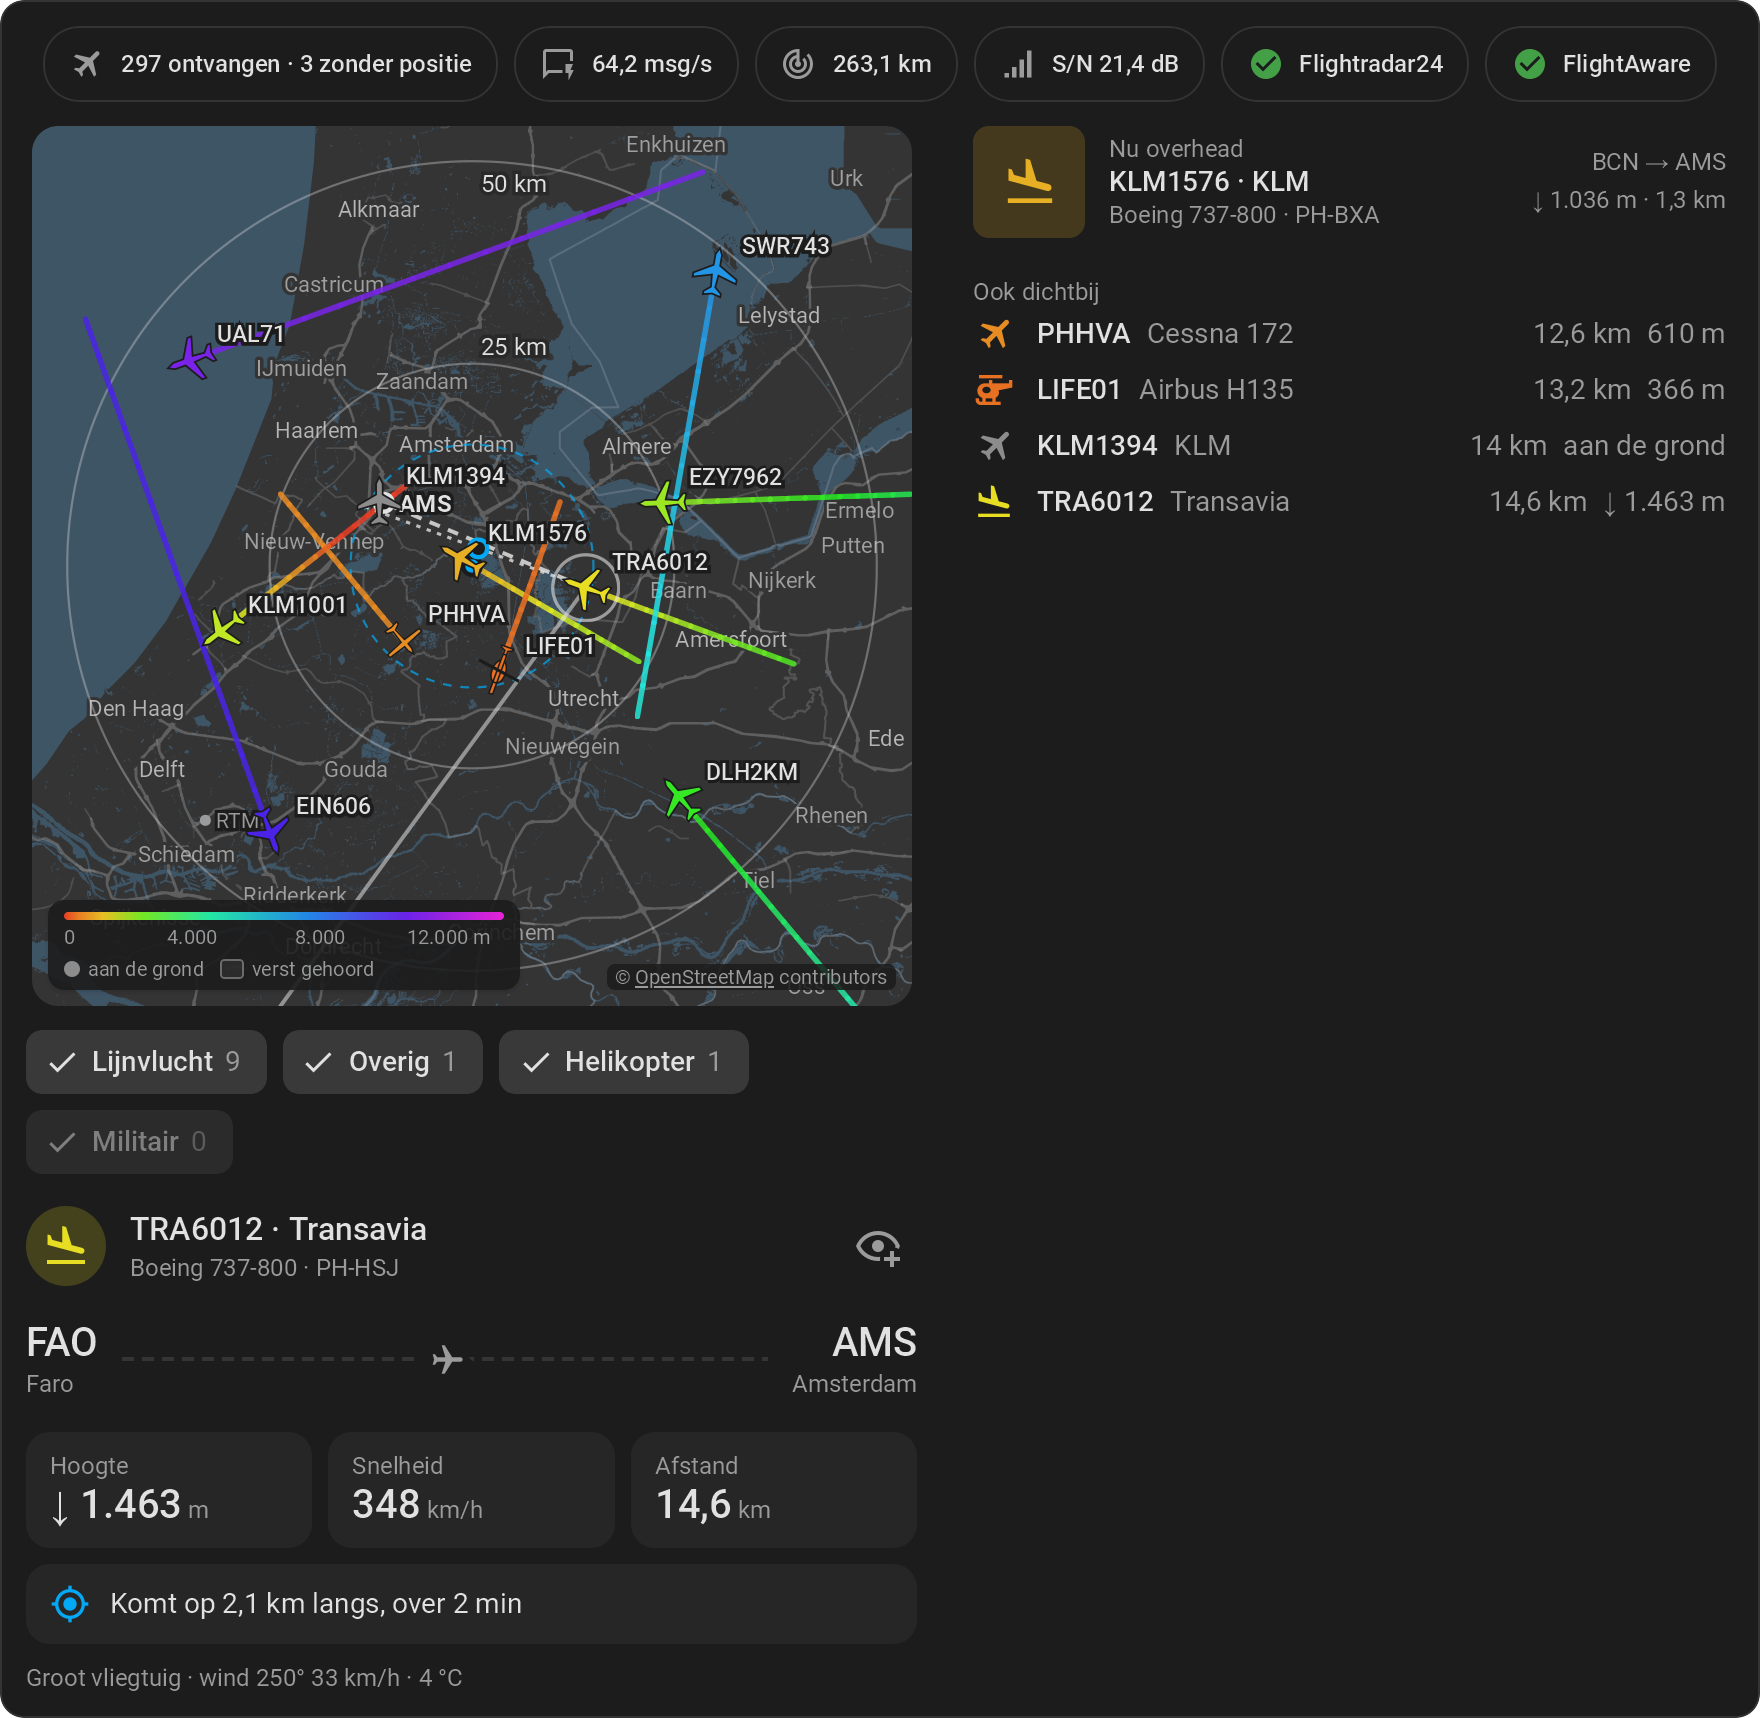 297 ontvangen · 3 zonder positie
64,2 msg/s
263,1 km
S/N 21,4 dB
Flightradar24
FlightAware
Enkhuizen
50 km
Urk
Alkmaar
SWR743
Castricum
Lelystad
UAL71
25 km
IJmuiden
Zaandam
Haarlem
Amsterdam
Almere
KLM1394
EZY7962
AMS
Ermelo
KLM1576
Nieuw-Vennep
Putten
TRA6012
Baarn
Nijkerk
KLM1001
PHHVA
LIFE01
Amersfoort
Den Haag
Utrecht
Nieuwegein
Ede
Delft
Gouda
DLH2KM
EIN606
RTM
Rhenen
Schiedam
Tiel
Ridderkerk
Dordrecht
0 4.000 8.000 12.000 m
aan de grond verst gehoord
© OpenStreetMap contributors
Nu overhead
KLM1576 · KLM
Boeing 737-800 · PH-BXA
BCN → AMS
↓ 1.036 m · 1,3 km
Ook dichtbij
PHHVA Cessna 172 12,6 km 610 m
LIFE01 Airbus H135 13,2 km 366 m
KLM1394 KLM 14 km aan de grond
TRA6012 Transavia 14,6 km ↓ 1.463 m
Lijnvlucht 9
Overig 1
Helikopter 1
Militair 0
TRA6012 · Transavia
Boeing 737-800 · PH-HSJ
FAO
AMS
Faro
Amsterdam
Hoogte
↓ 1.463 m
Snelheid
348 km/h
Afstand
14,6 km
Komt op 2,1 km langs, over 2 min
Groot vliegtuig · wind 250° 33 km/h · 4 °C